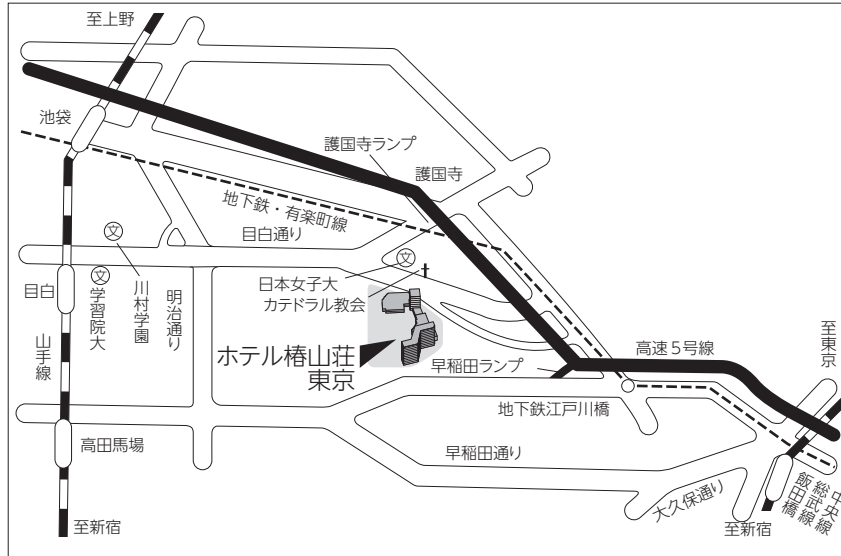 至上野
池袋
護国寺ランプ
護国寺
地下鉄・有楽町線
目白通り
文
文
日本女子大
カテドラル教会
目白
文
学習院大
川村学園
明治通り
山手線
ホテル椿山荘
東京
早稲田ランプ
高速5号線
至東京
地下鉄江戸川橋
高田馬場
早稲田通り
大久保通り
中央線
総武線
飯田橋
至新宿
至新宿